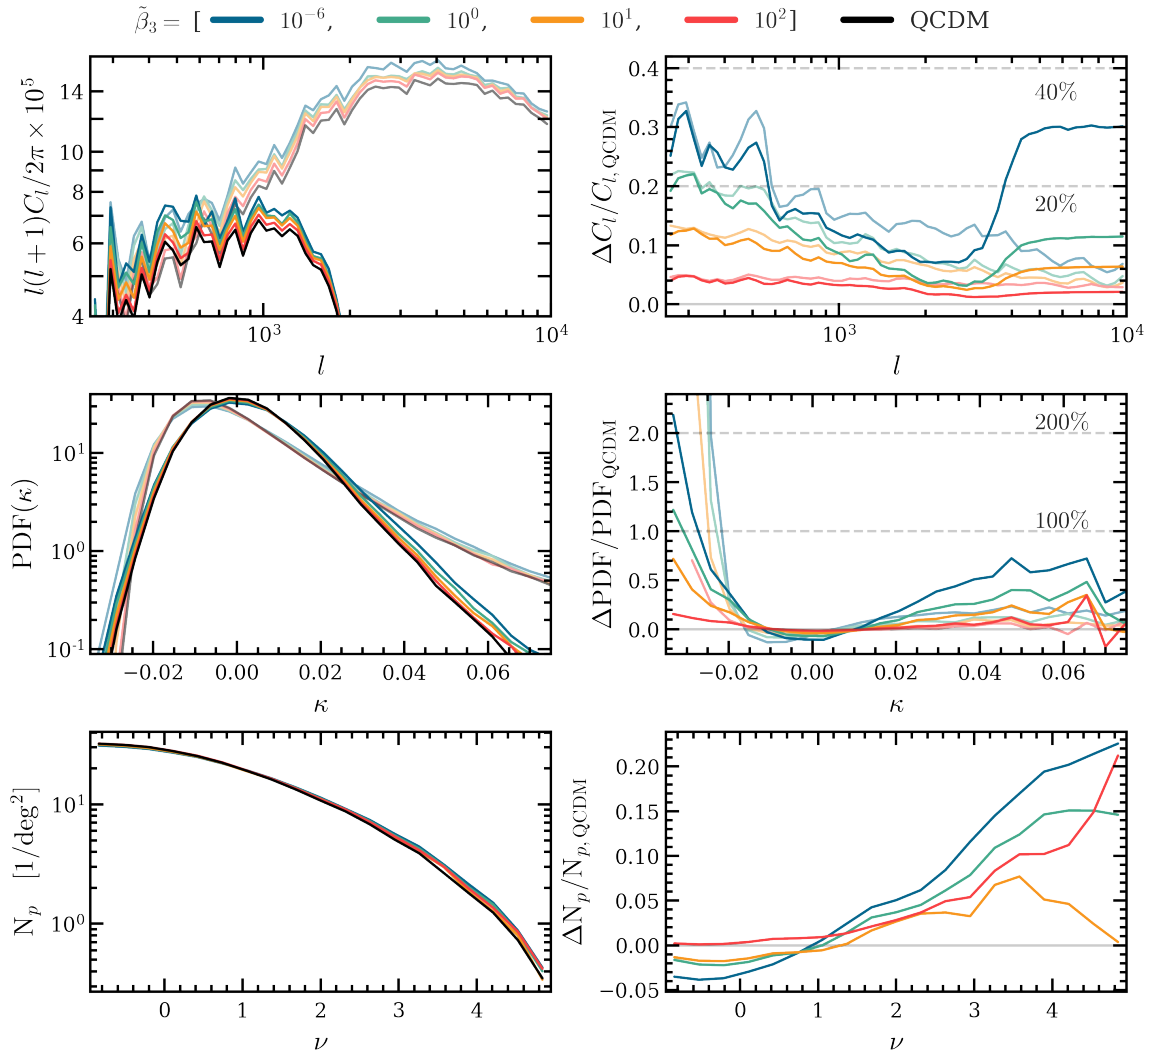 β̃₃ = [ 10⁻⁶, 10⁰, 10¹, 10²] QCDM
l(l + 1)C_l/2π × 10⁵
14
10
8
6
4
10³ 10⁴
l
ΔC_l/C_{l,QCDM}
0.4
0.3
0.2
0.1
0.0
40%
20%
10³ 10⁴
l
PDF(κ)
10¹
10⁰
10⁻¹
−0.02 0.00 0.02 0.04 0.06
κ
ΔPDF/PDF_QCDM
2.0
1.5
1.0
0.5
0.0
200%
100%
−0.02 0.00 0.02 0.04 0.06
κ
N_p [1/deg²]
10¹
10⁰
0 1 2 3 4
ν
ΔN_p/N_{p,QCDM}
0.20
0.15
0.10
0.05
0.00
−0.05
0 1 2 3 4
ν